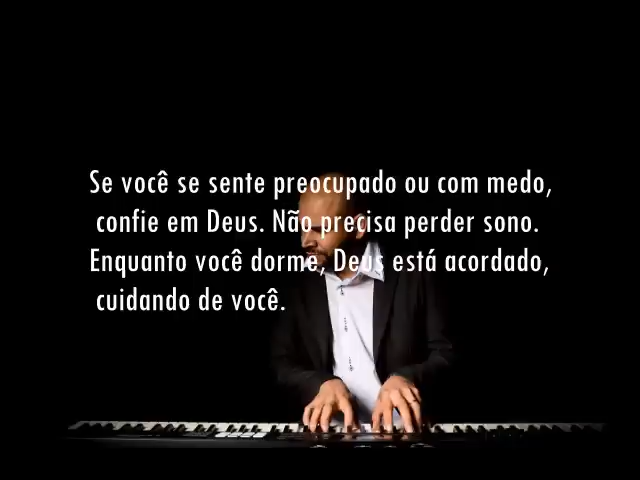 Se você se sente preocupado ou com medo,
confie em Deus. Não precisa perder sono.
Enquanto você dorme, Deus está acordado,
cuidando de você.